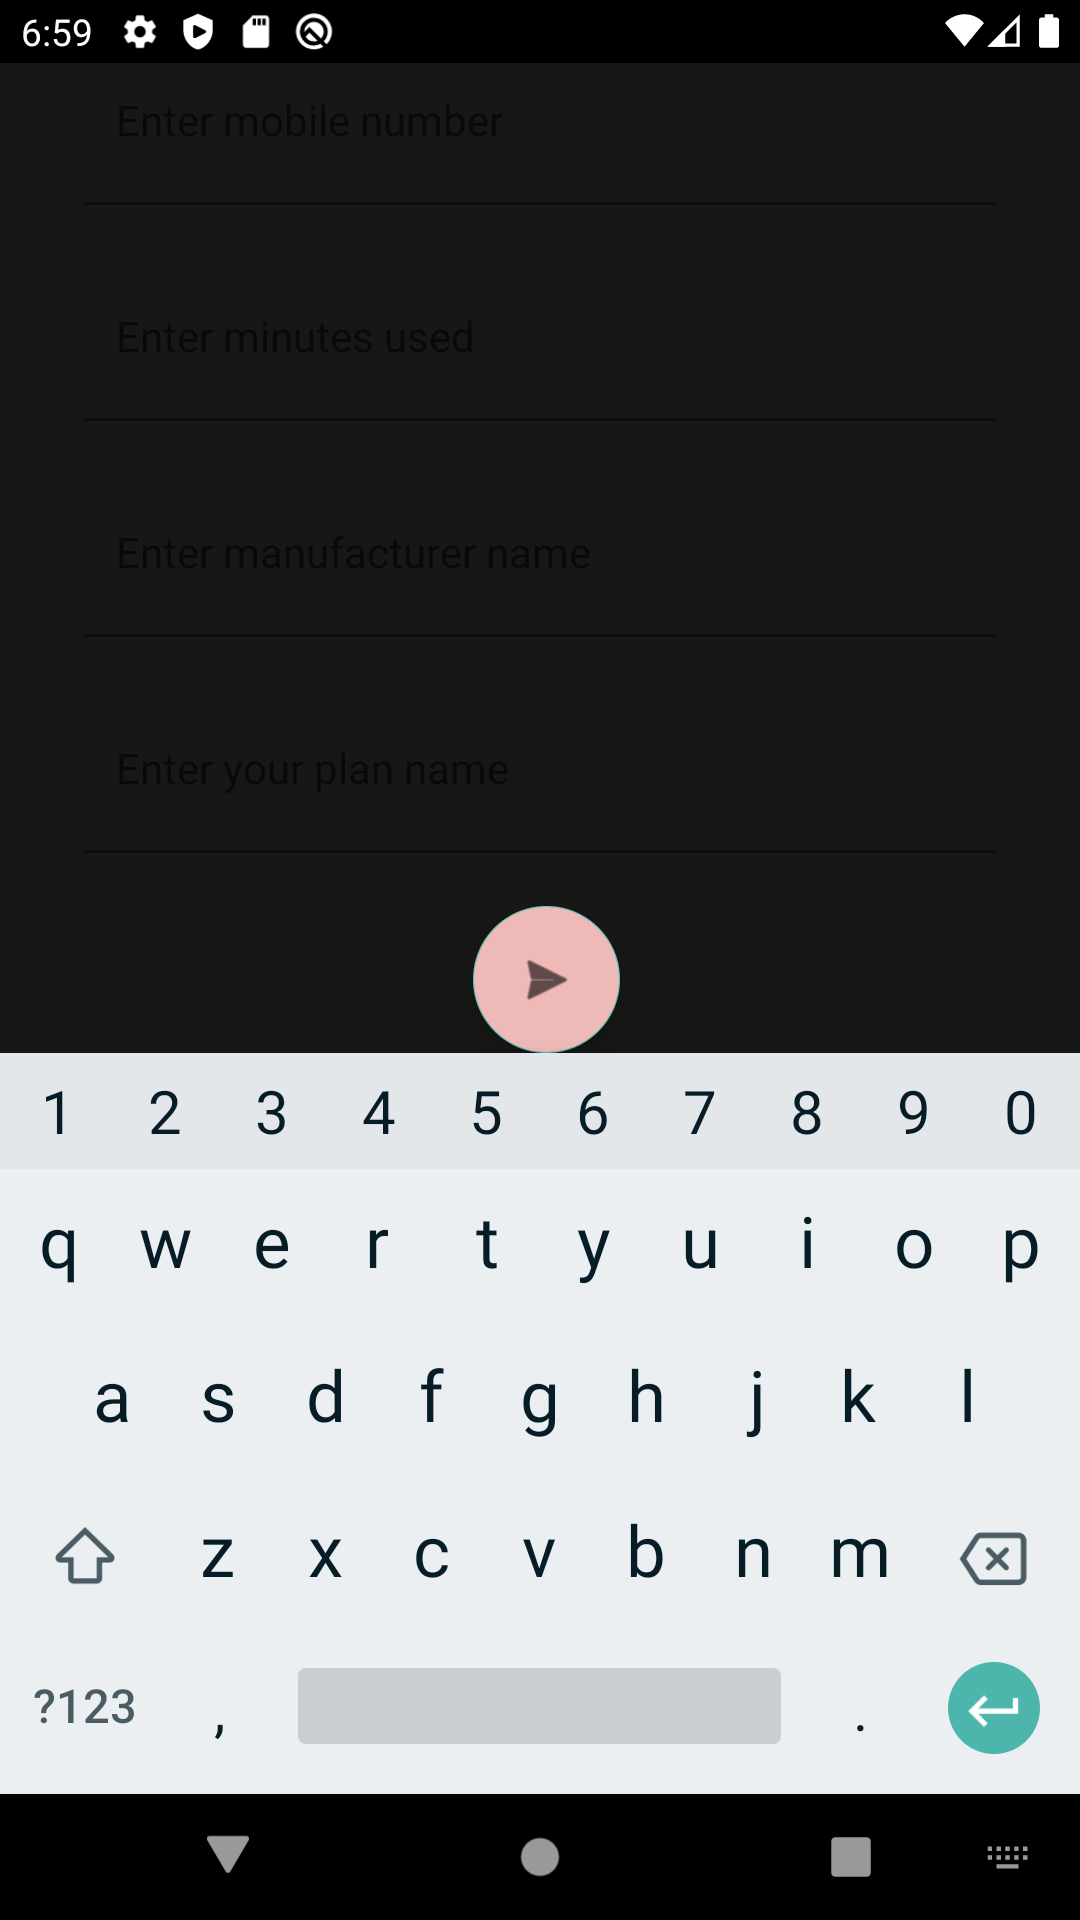 6:59
Enter mobile number
Enter minutes used
Enter manufacturer name
Enter your plan name
1 2 3 4 5 6 7 8 9 0
q w e r t y u i o p
a s d f g h j k l
z x c v b n m
?123 , .